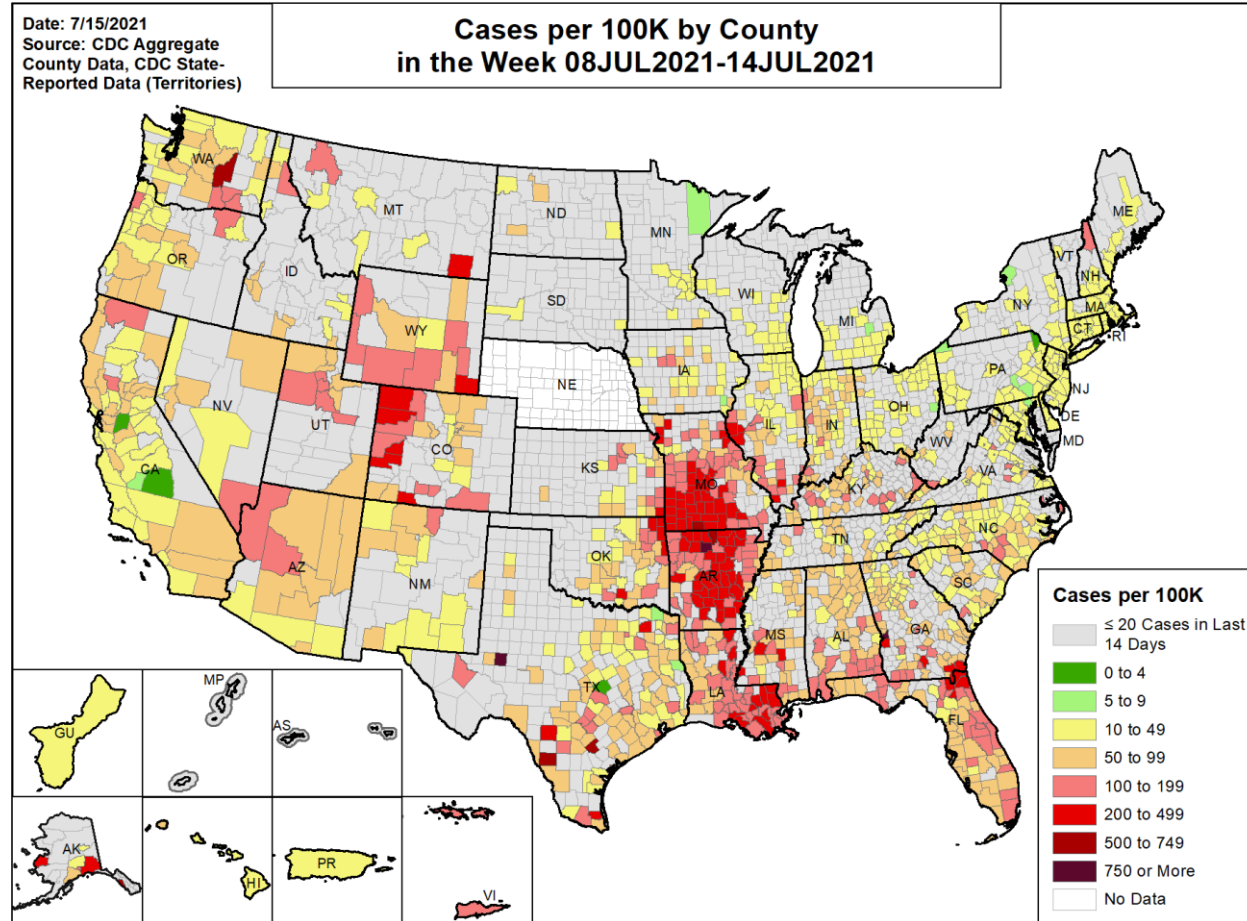 Date: 7/15/2021
Source: CDC Aggregate
County Data, CDC State-
Reported Data (Territories)
Cases per 100K by County
in the Week 08JUL2021-14JUL2021
WA
MT
ND
MN
ME
OR
ID
SD
WI
MI
VT
NH
NY
MA
CT
RI
WY
IA
NE
PA
NJ
NV
UT
CO
IL
IN
OH
DE
MD
WV
CA
KS
MO
KY
VA
AZ
NM
OK
AR
TN
NC
SC
TX
LA
MS
AL
GA
FL
GU
MP
AS
AK
HI
PR
VI
Cases per 100K
≤ 20 Cases in Last
14 Days
0 to 4
5 to 9
10 to 49
50 to 99
100 to 199
200 to 499
500 to 749
750 or More
No Data